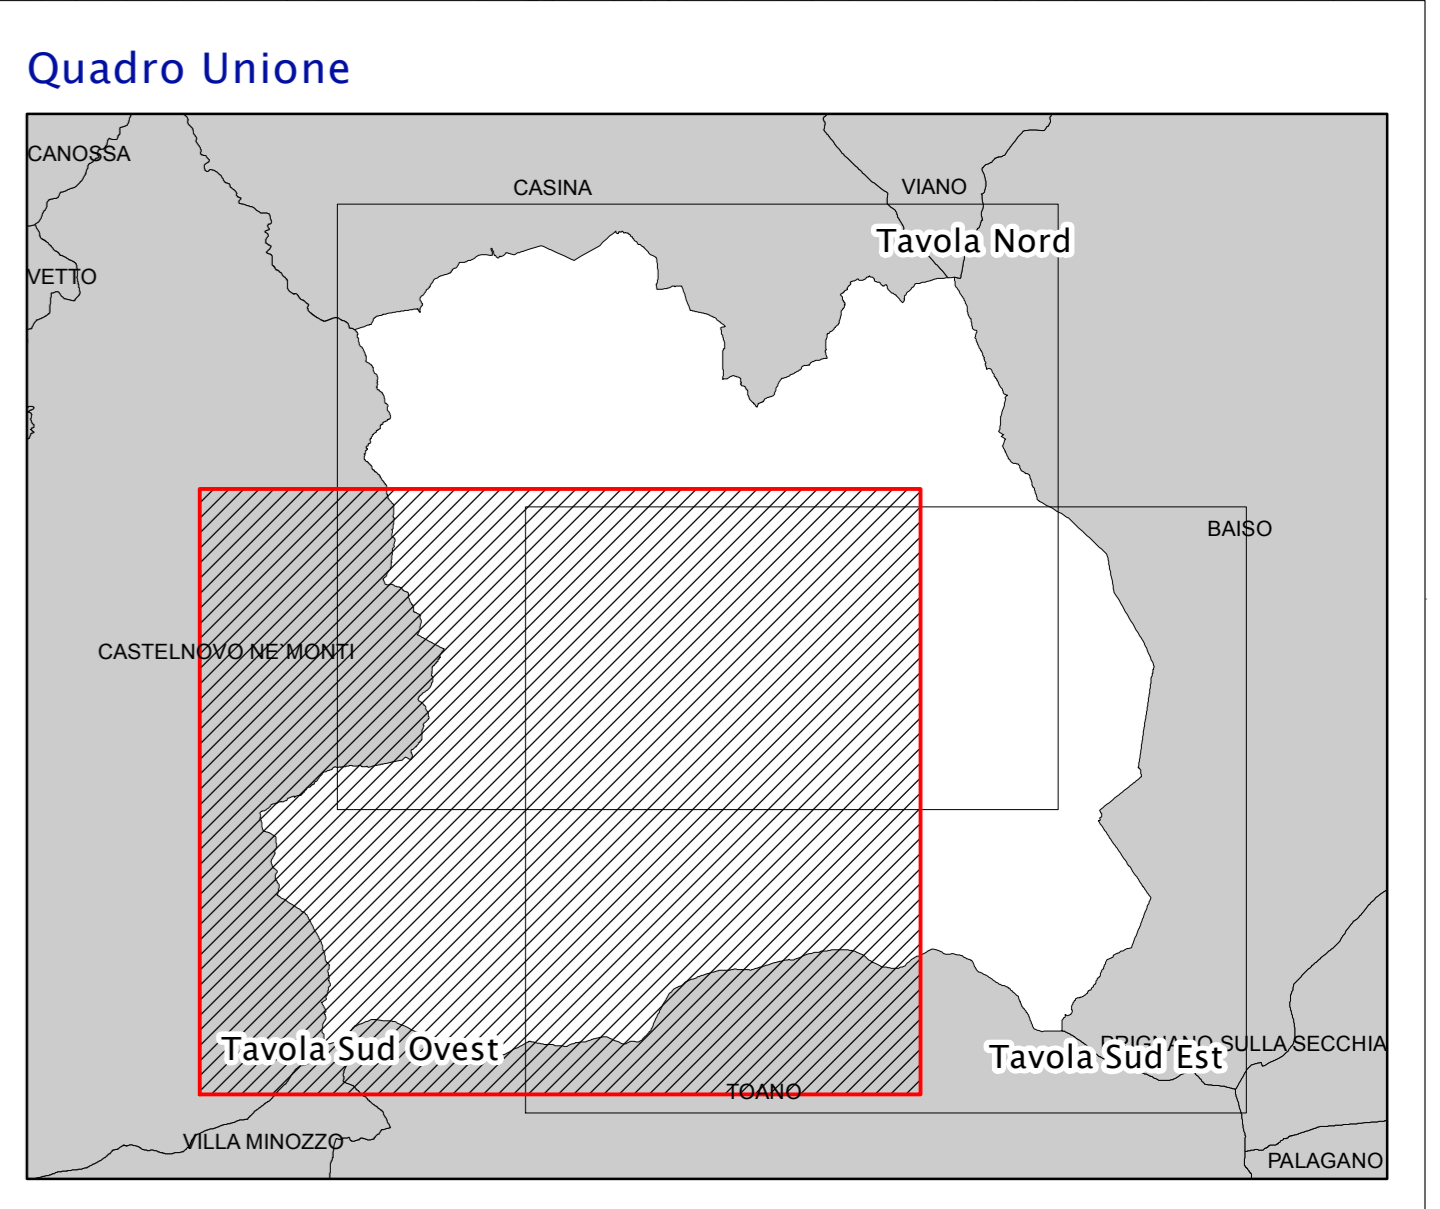 Quadro Unione
CANOSSA
CASINA
VIANO
Tavola Nord
VETTO
BAISO
CASTELNOVO NE`MONTI
Tavola Sud Ovest
PRIGNANO SULLA SECCHIA
Tavola Sud Est
TOANO
VILLA MINOZZO
PALAGANO